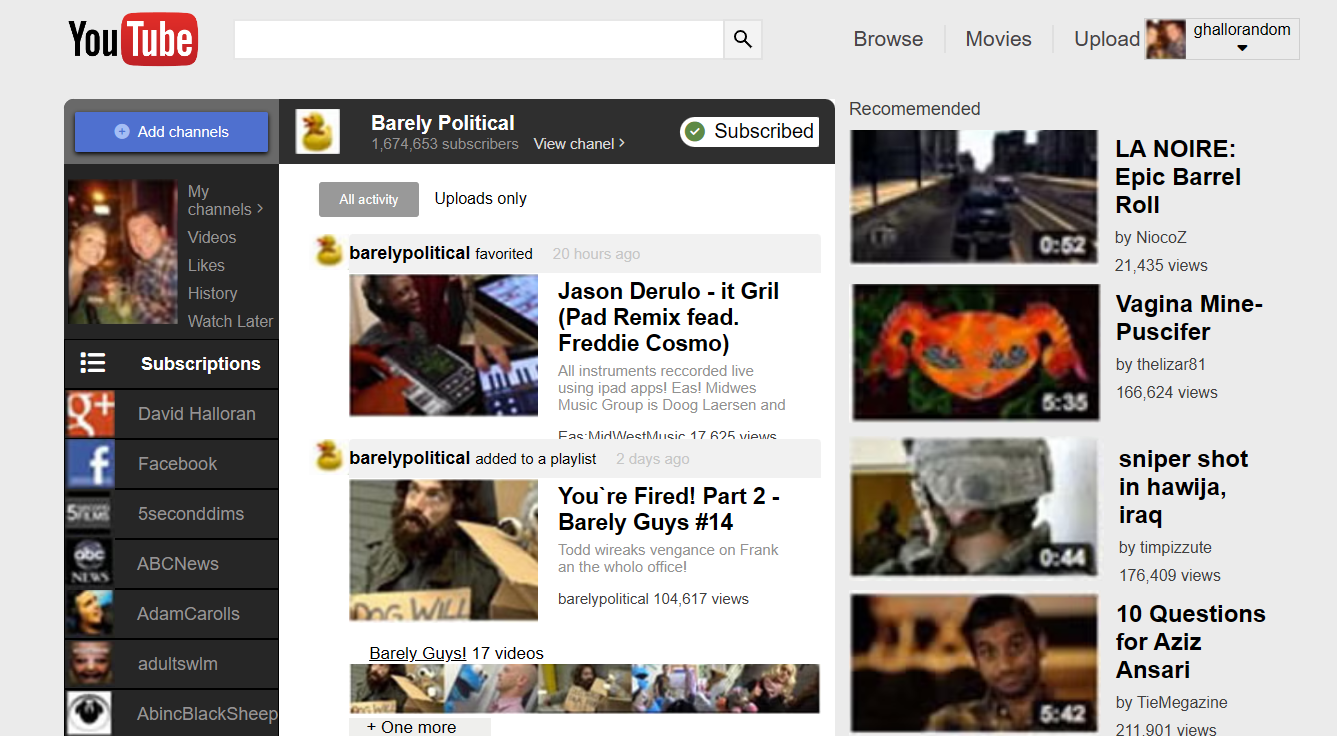 YouTube
Browse
Movies
Upload
ghallorandom
Add channels
My
channels
Videos
Likes
History
Watch Later
Subscriptions
David Halloran
Facebook
5seconddims
abc
NEWS
ABCNews
AdamCarolls
adultswlm
AbincBlackSheep
Barely Political
1,674,653 subscribers View chanel
Subscribed
All activity
Uploads only
barelypolitical favorited 20 hours ago
Jason Derulo - it Gril
(Pad Remix fead.
Freddie Cosmo)
All instruments reccorded live
using ipad apps! Eas! Midwes
Music Group is Doog Laersen and
Eas:MidWestMusic 17,625 views
barelypolitical added to a playlist 2 days ago
You`re Fired! Part 2 -
Barely Guys #14
Todd wireaks vengance on Frank
an the wholo office!
barelypolitical 104,617 views
DOG WILL
Barely Guys! 17 videos
+ One more
Recomemended
0:52
LA NOIRE:
Epic Barrel
Roll
by NiocoZ
21,435 views
5:35
Vagina Mine-
Puscifer
by thelizar81
166,624 views
0:44
sniper shot
in hawija,
iraq
by timpizzute
176,409 views
5:42
10 Questions
for Aziz
Ansari
by TieMegazine
211,901 views